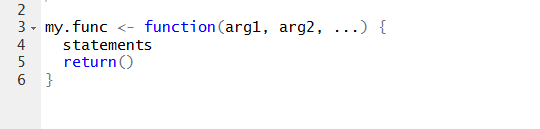 2
3 my.func <- function(arg1, arg2, ...) {
4   statements
5   return()
6 }